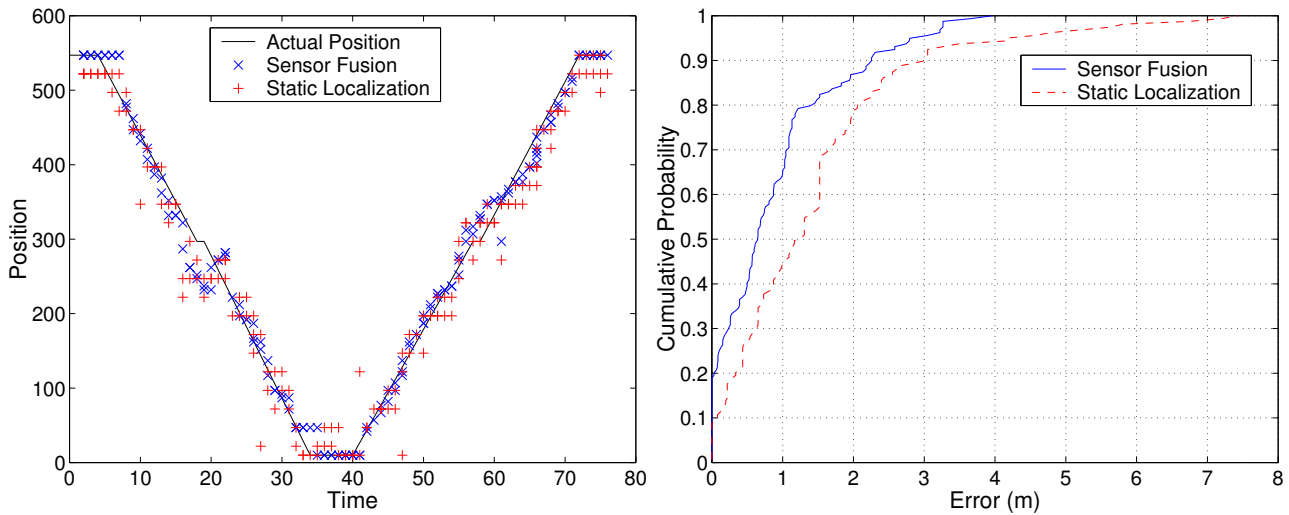 600
500
400
300
200
100
0
Position
0 10 20 30 40 50 60 70 80
Time
Actual Position
Sensor Fusion
Static Localization
1
0.9
0.8
0.7
0.6
0.5
0.4
0.3
0.2
0.1
Cumulative Probability
0 1 2 3 4 5 6 7 8
Error (m)
Sensor Fusion
Static Localization